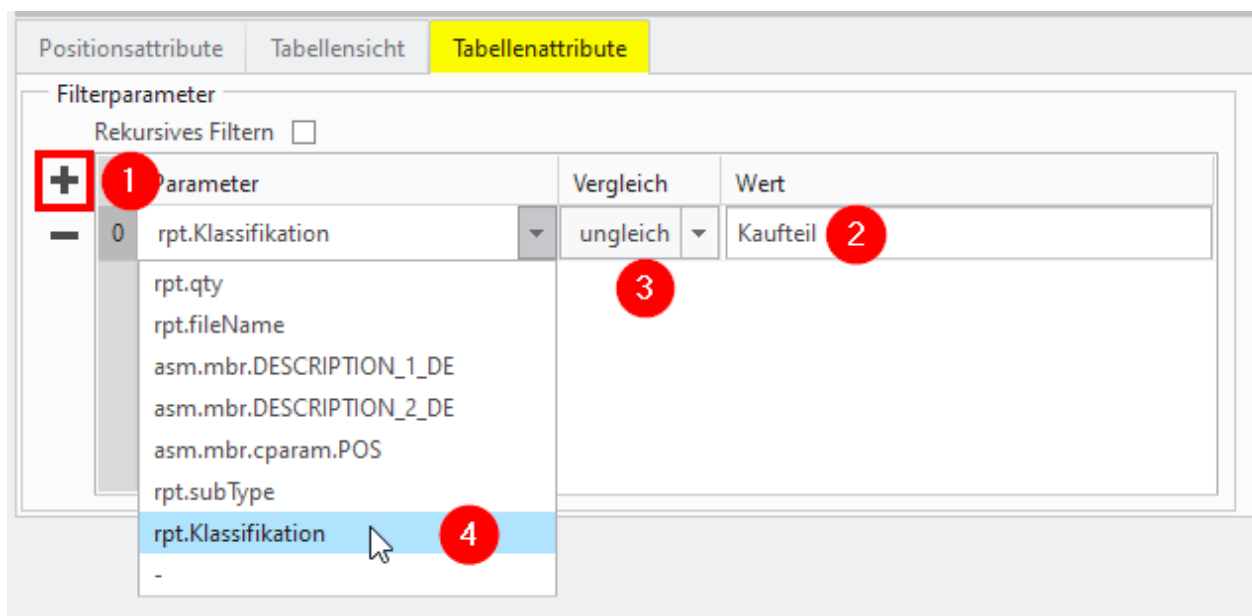 Positionsattribute Tabellensicht Tabellenattribute
Filterparameter
Rekursives Filtern
1 Parameter Vergleich Wert
0 rpt.Klassifikation ungleich Kaufteil 2
rpt.qty
3
rpt.fileName
asm.mbr.DESCRIPTION_1_DE
asm.mbr.DESCRIPTION_2_DE
asm.mbr.cparam.POS
rpt.subType
rpt.Klassifikation 4
-